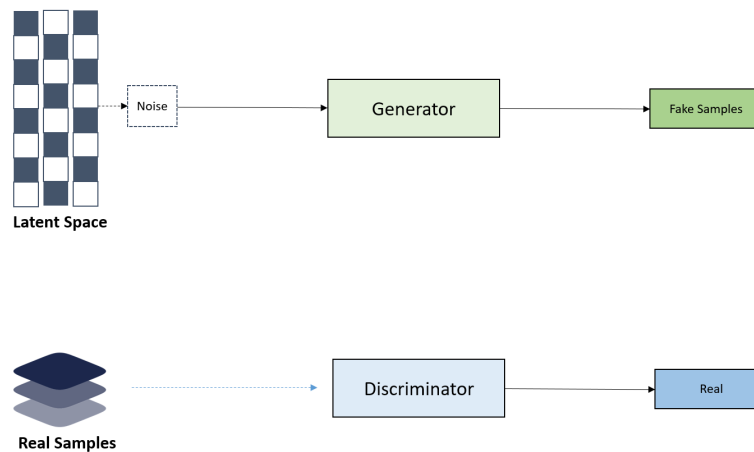 Noise
Generator
Fake Samples
Latent Space
Discriminator
Real
Real Samples